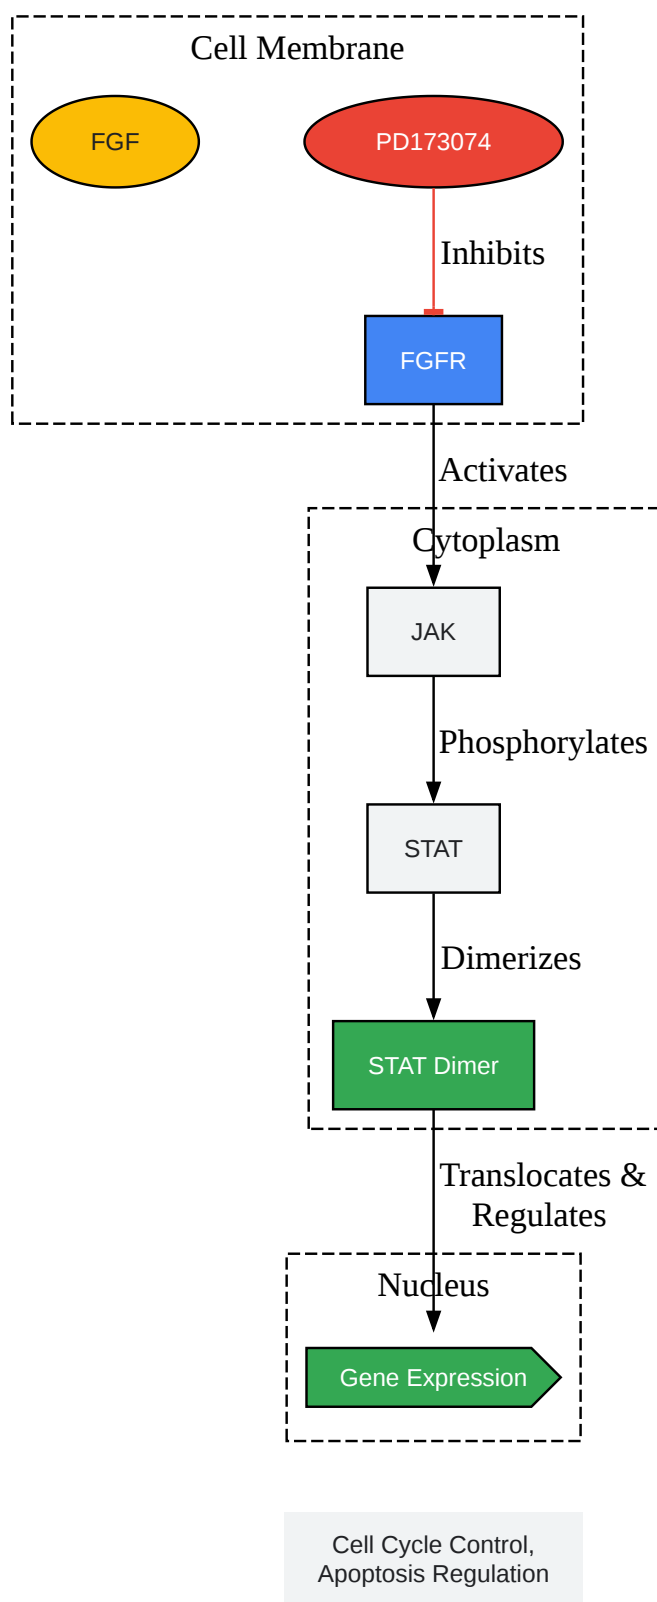 Cell Membrane
FGF
PD173074
Inhibits
FGFR
Activates
Cytoplasm
JAK
Phosphorylates
STAT
Dimerizes
STAT Dimer
Translocates &
Regulates
Nucleus
Gene Expression
Cell Cycle Control,
Apoptosis Regulation